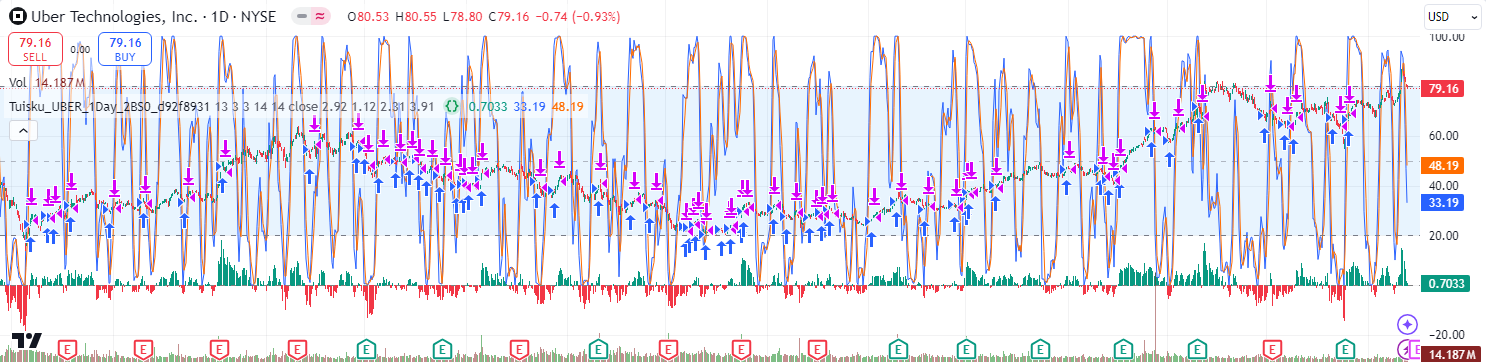 Uber Technologies, Inc. · 1D · NYSE O80.53 H80.55 L78.80 C79.16 −0.74 (−0.93%)
USD
79.16 SELL
0.00
79.16 BUY
Vol 14.187M
Tuisku_UBER_1Day_2BS0_d92f8931 13 3 3 14 14 close 2.92 1.12 2.31 3.91 {} 0.7033 33.19 48.19
100.00
79.16
60.00
48.19
40.00
33.19
20.00
0.7033
−20.00
14.187M
E E E E E E E E E E E E E E E E E E